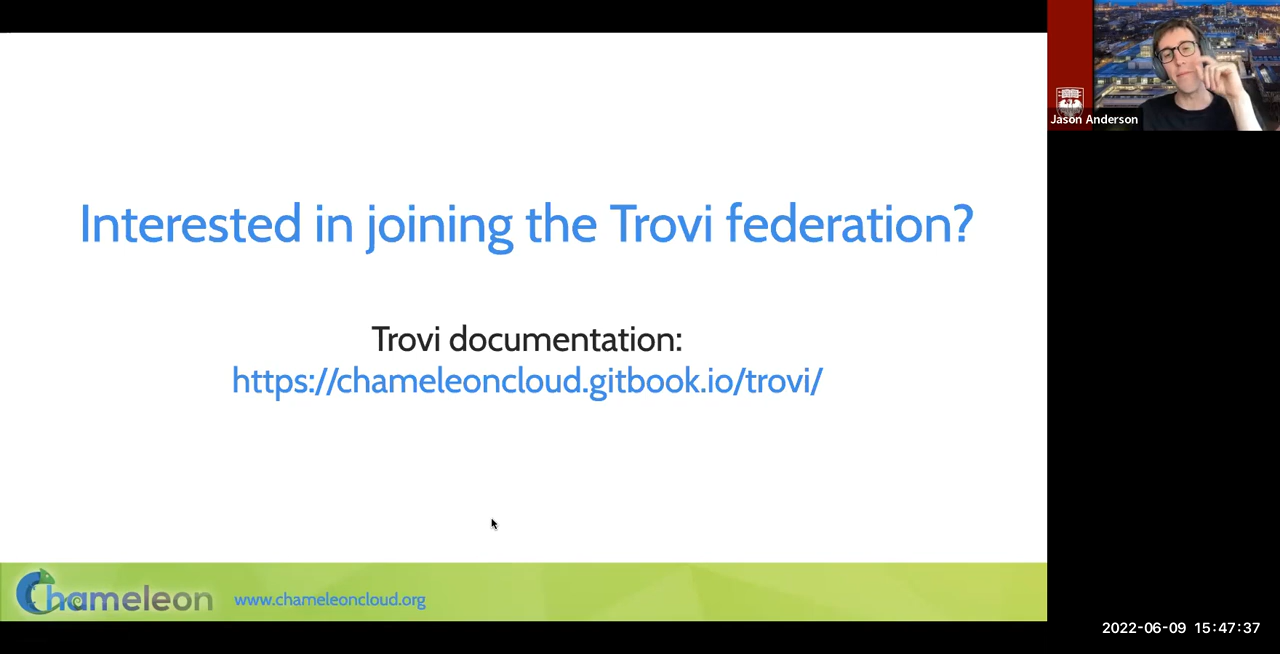 Interested in joining the Trovi federation?
Trovi documentation:
https://chameleoncloud.gitbook.io/trovi/
Chameleon
www.chameleoncloud.org
Jason Anderson
2022-06-09 15:47:37